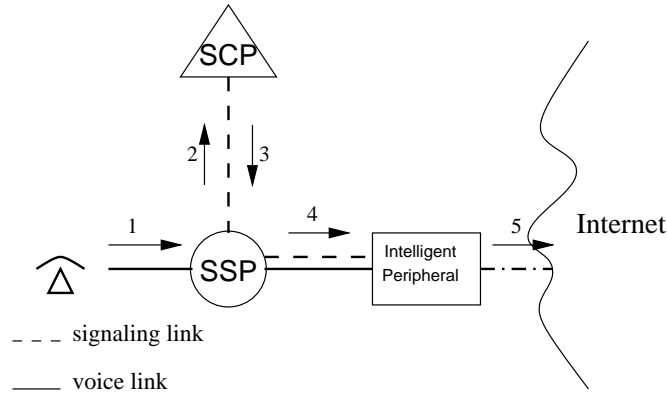 SCP
2
3
1
4
5
Internet
SSP
Intelligent
Peripheral
signaling link
voice link